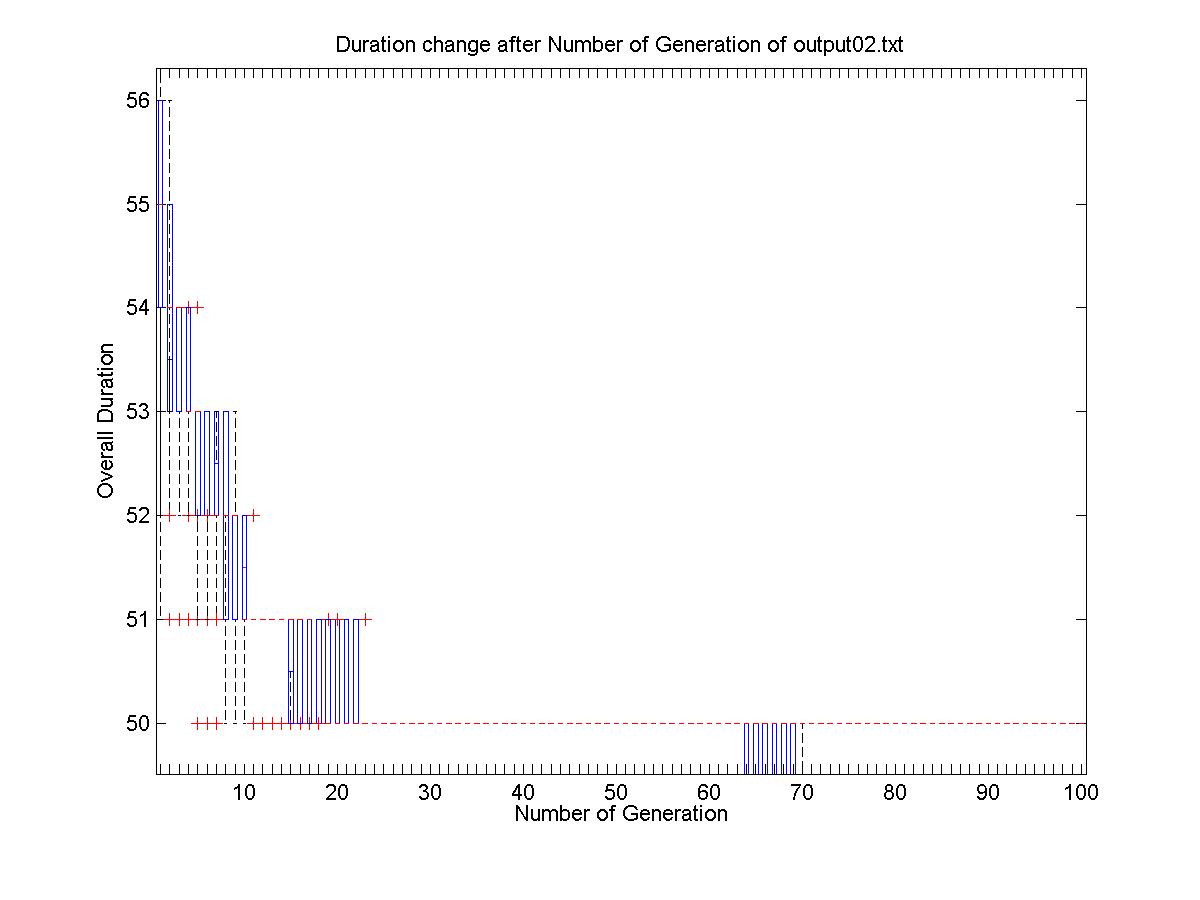 Duration change after Number of Generation of output02.txt
56
55
54
53
52
51
50
Overall Duration
10 20 30 40 50 60 70 80 90 100
Number of Generation